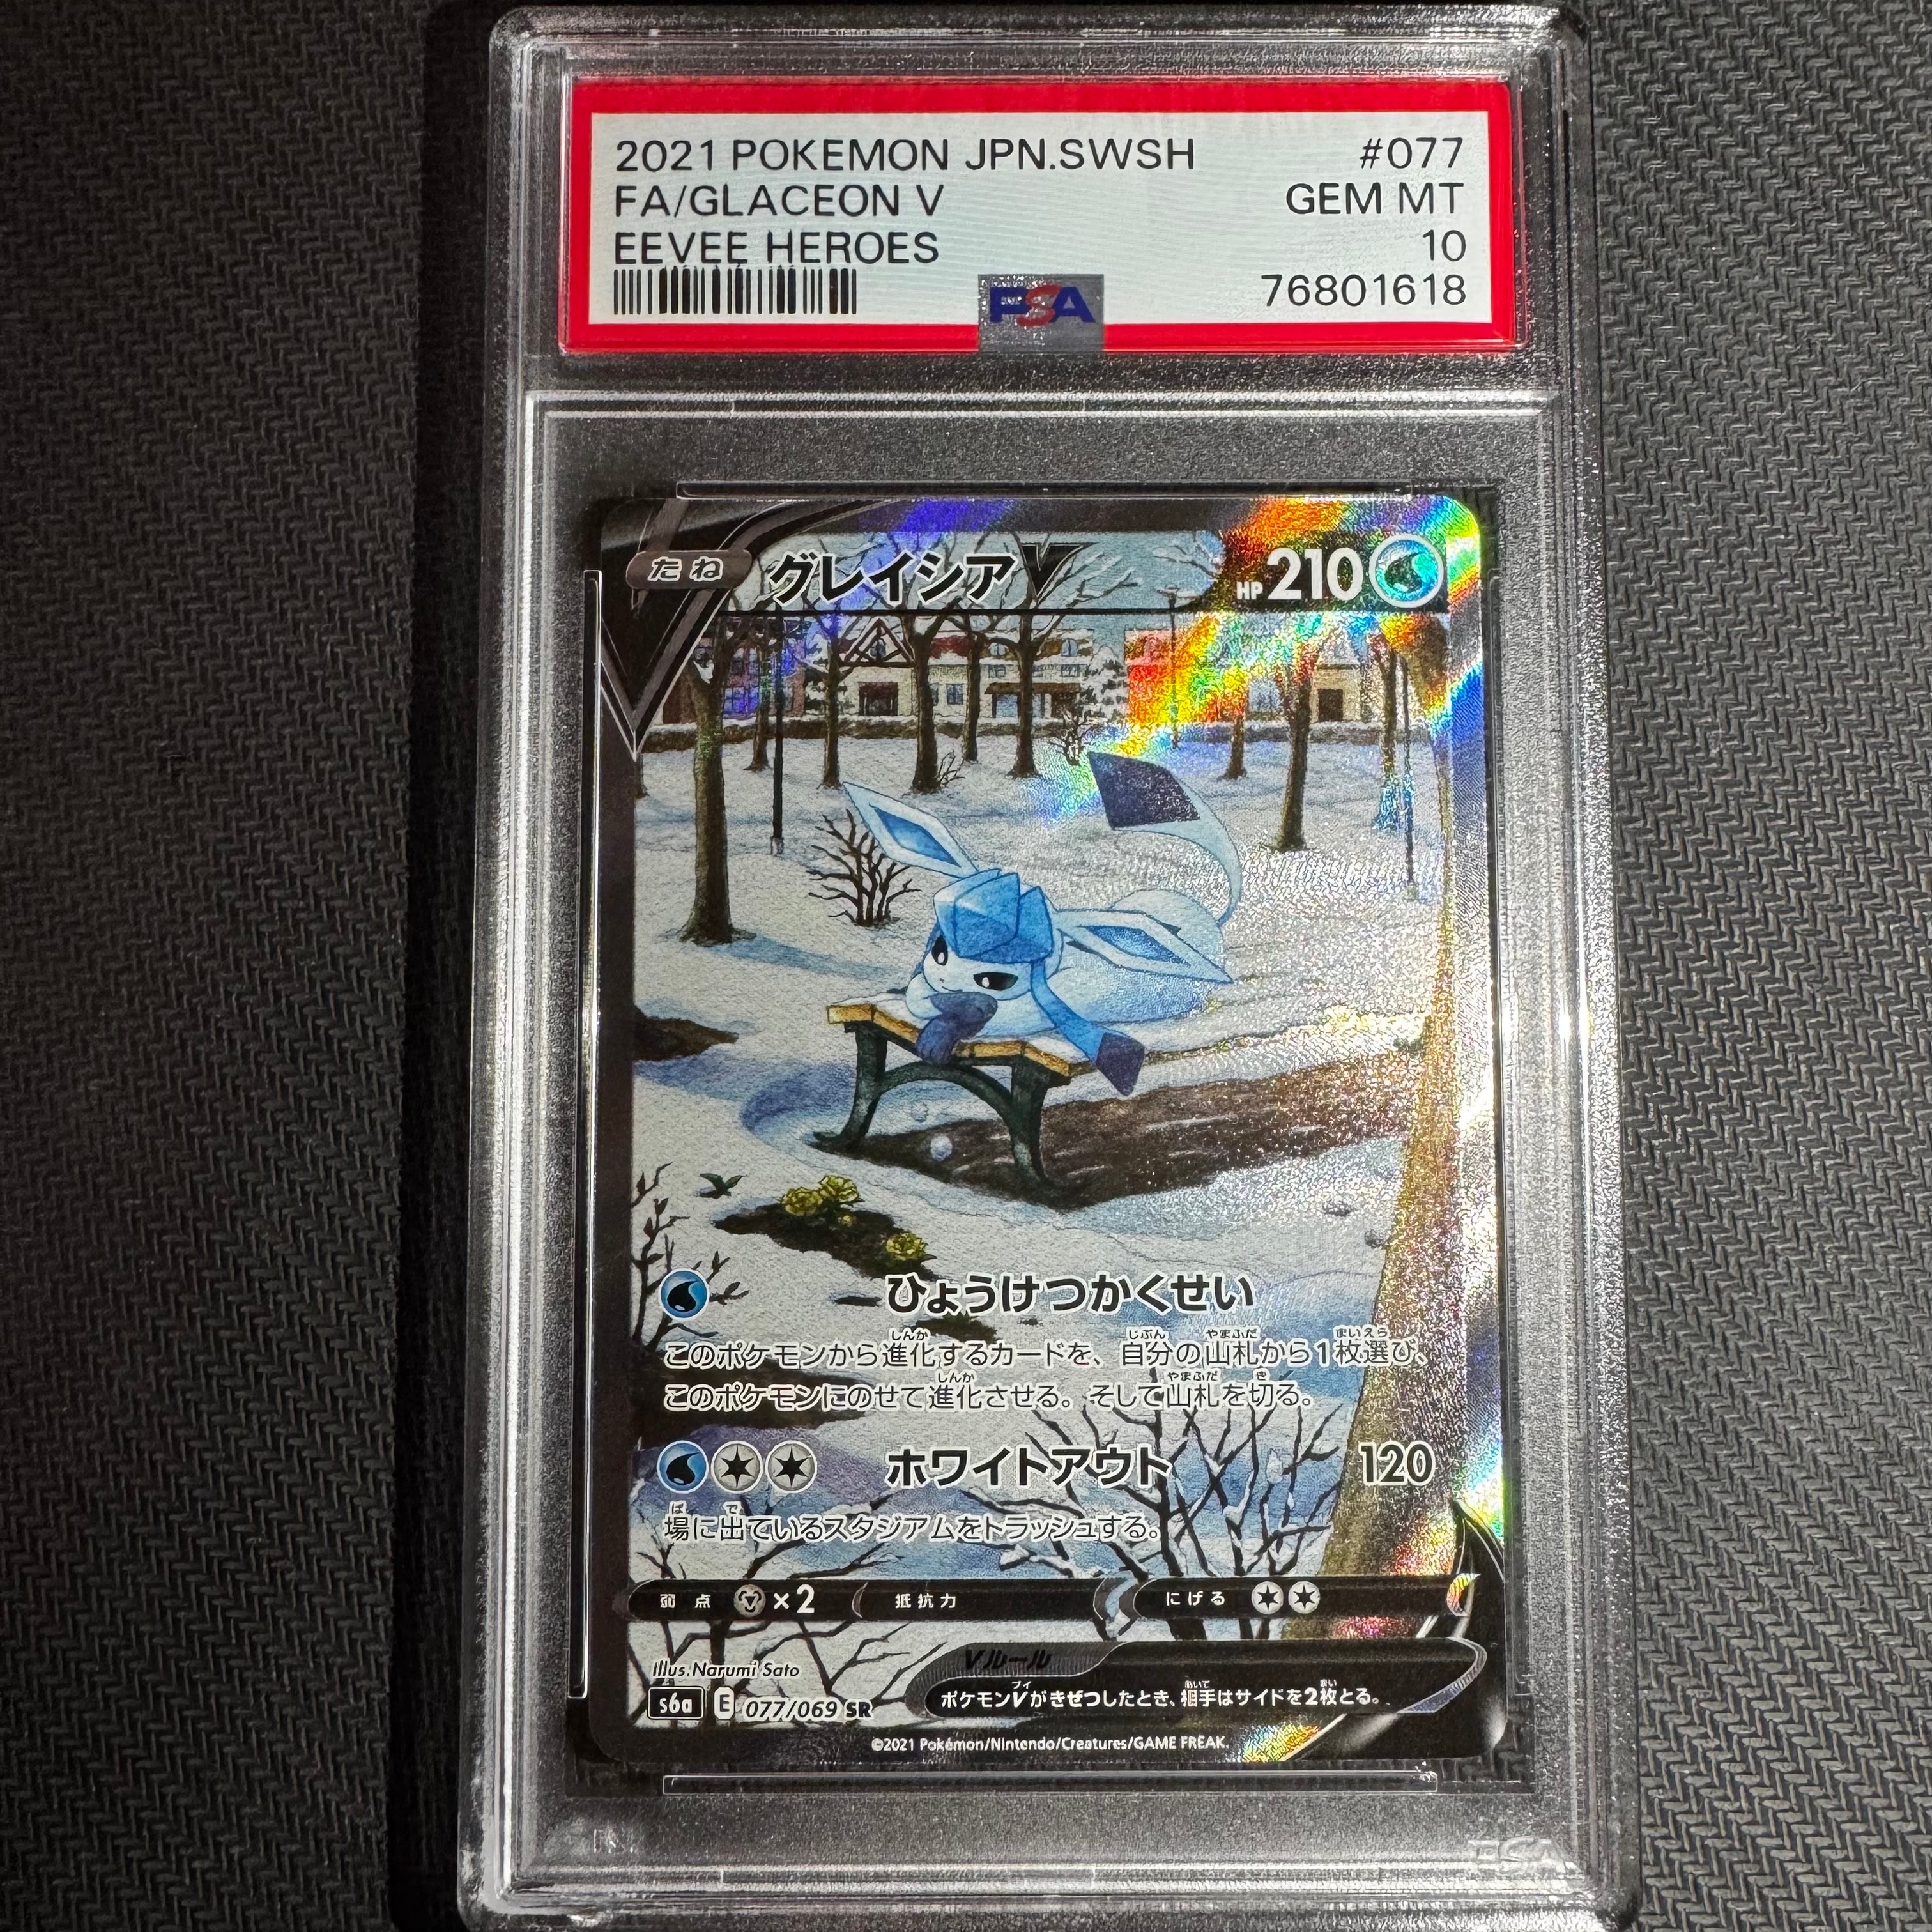 2021 POKEMON JPN.SWSH #077
FA/GLACEON V GEM MT
EEVEE HEROES 10
76801618
PSA
たね グレイシアV HP210
ひょうけつかくせい
このポケモンから進化するカードを、自分の山札から1枚選び、
このポケモンにのせて進化させる。そして山札を切る。
ホワイトアウト 120
場に出ているスタジアムをトラッシュする。
弱点 ×2 抵抗力 にげる
Vルール
ポケモンVがきぜつしたとき、相手はサイドを2枚とる。
Illus.Narumi Sato
s6a E 077/069 SR
©2021 Pokémon/Nintendo/Creatures/GAME FREAK.
PSA